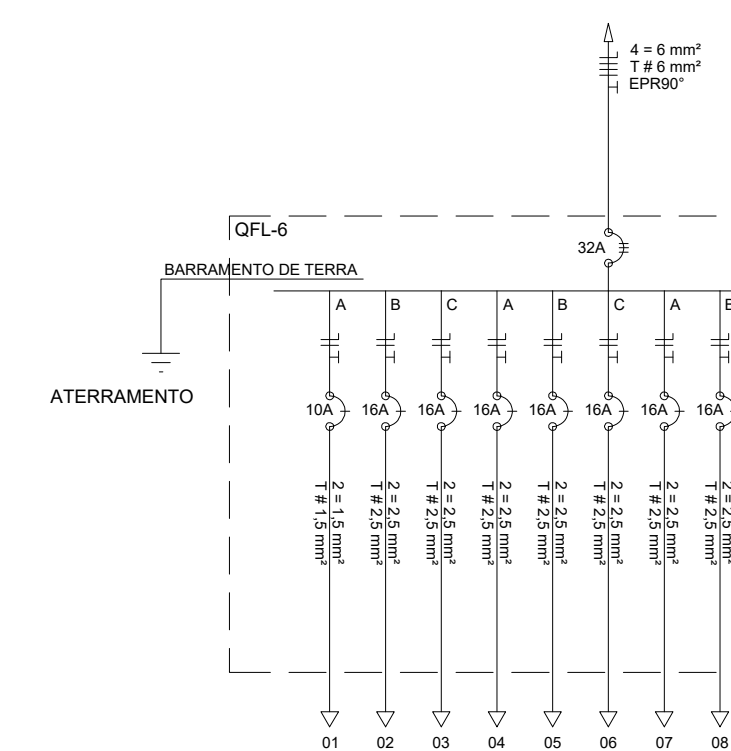 4 = 6 mm²
T # 6 mm²
EPR90°
QFL-6
32A
BARRAMENTO DE TERRA
A B C A B C A B
ATERRAMENTO
10A 16A 16A 16A 16A 16A 16A 16A
2 = 1,5 mm²
T # 1,5 mm²
2 = 2,5 mm²
T # 2,5 mm²
2 = 2,5 mm²
T # 2,5 mm²
2 = 2,5 mm²
T # 2,5 mm²
2 = 2,5 mm²
T # 2,5 mm²
2 = 2,5 mm²
T # 2,5 mm²
2 = 2,5 mm²
T # 2,5 mm²
2 = 2,5 mm²
T # 2,5 mm²
01 02 03 04 05 06 07 08